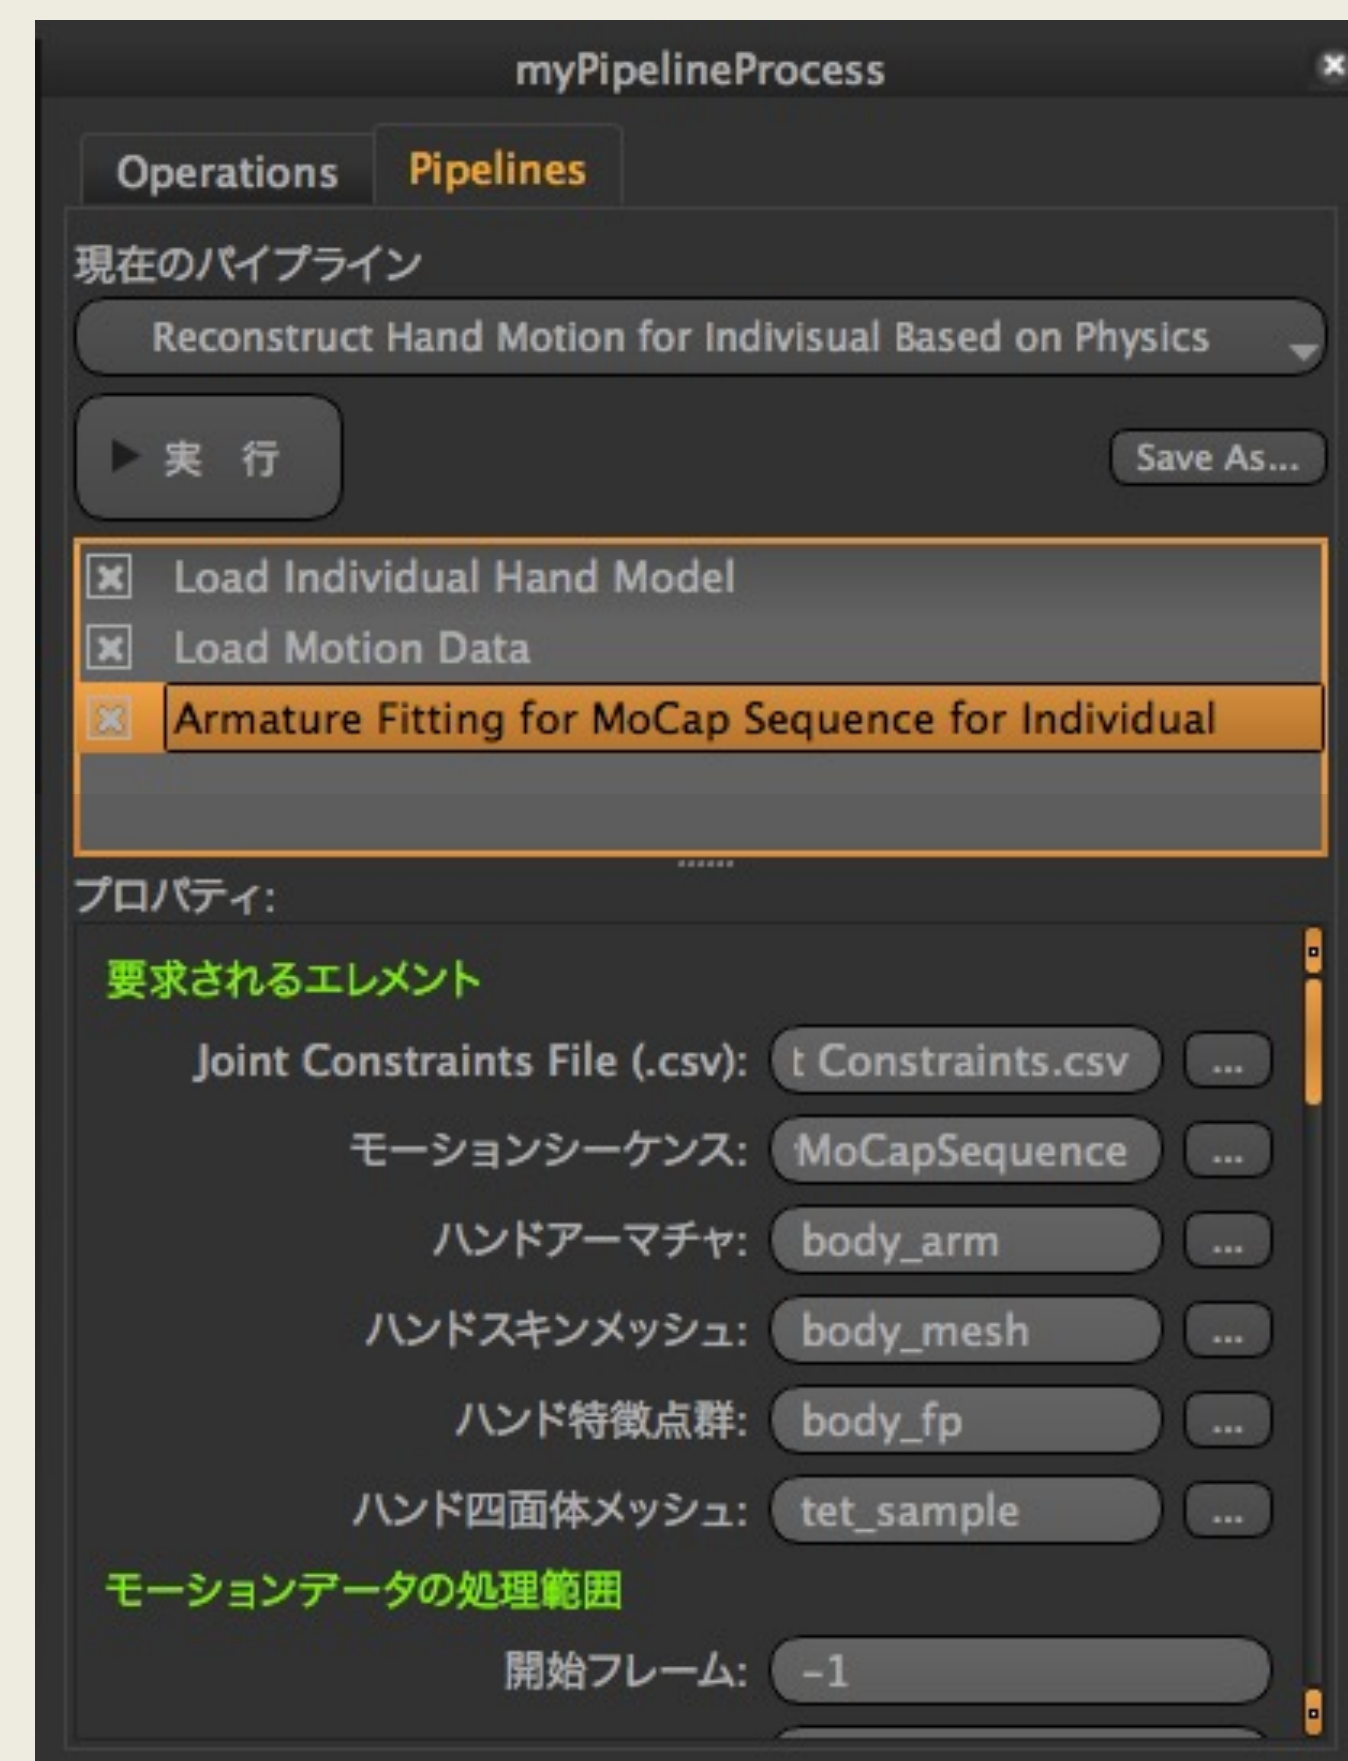 myPipelineProcess
Operations
Pipelines
現在のパイプライン
Reconstruct Hand Motion for Indivisual Based on Physics
実 行
Save As...
Load Individual Hand Model
Load Motion Data
Armature Fitting for MoCap Sequence for Individual
プロパティ:
要求されるエレメント
Joint Constraints File (.csv): t Constraints.csv ...
モーションシーケンス: MoCapSequence ...
ハンドアーマチャ: body_arm ...
ハンドスキンメッシュ: body_mesh ...
ハンド特徴点群: body_fp ...
ハンド四面体メッシュ: tet_sample ...
モーションデータの処理範囲
開始フレーム: -1